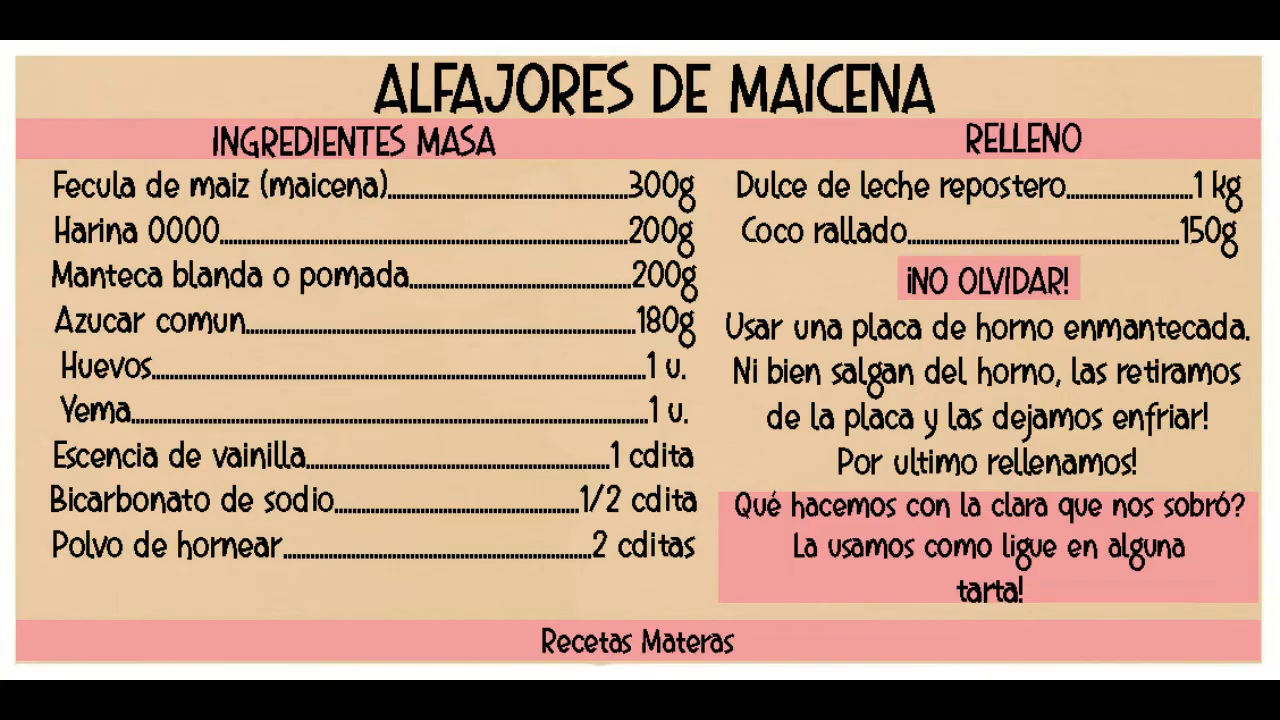 ALFAJORES DE MAICENA
INGREDIENTES MASA
Fecula de maiz (maicena)..........300g
Harina 0000..........200g
Manteca blanda o pomada..........200g
Azucar comun..........180g
Huevos..........1 u.
Yema..........1 u.
Escencia de vainilla..........1 cdita
Bicarbonato de sodio..........1/2 cdita
Polvo de hornear..........2 cditas
RELLENO
Dulce de leche repostero..........1 kg
Coco rallado..........150g
¡NO OLVIDAR!
Usar una placa de horno enmantecada.
Ni bien salgan del horno, las retiramos
de la placa y las dejamos enfriar!
Por ultimo rellenamos!
Qué hacemos con la clara que nos sobró?
La usamos como ligue en alguna
tarta!
Recetas Materas